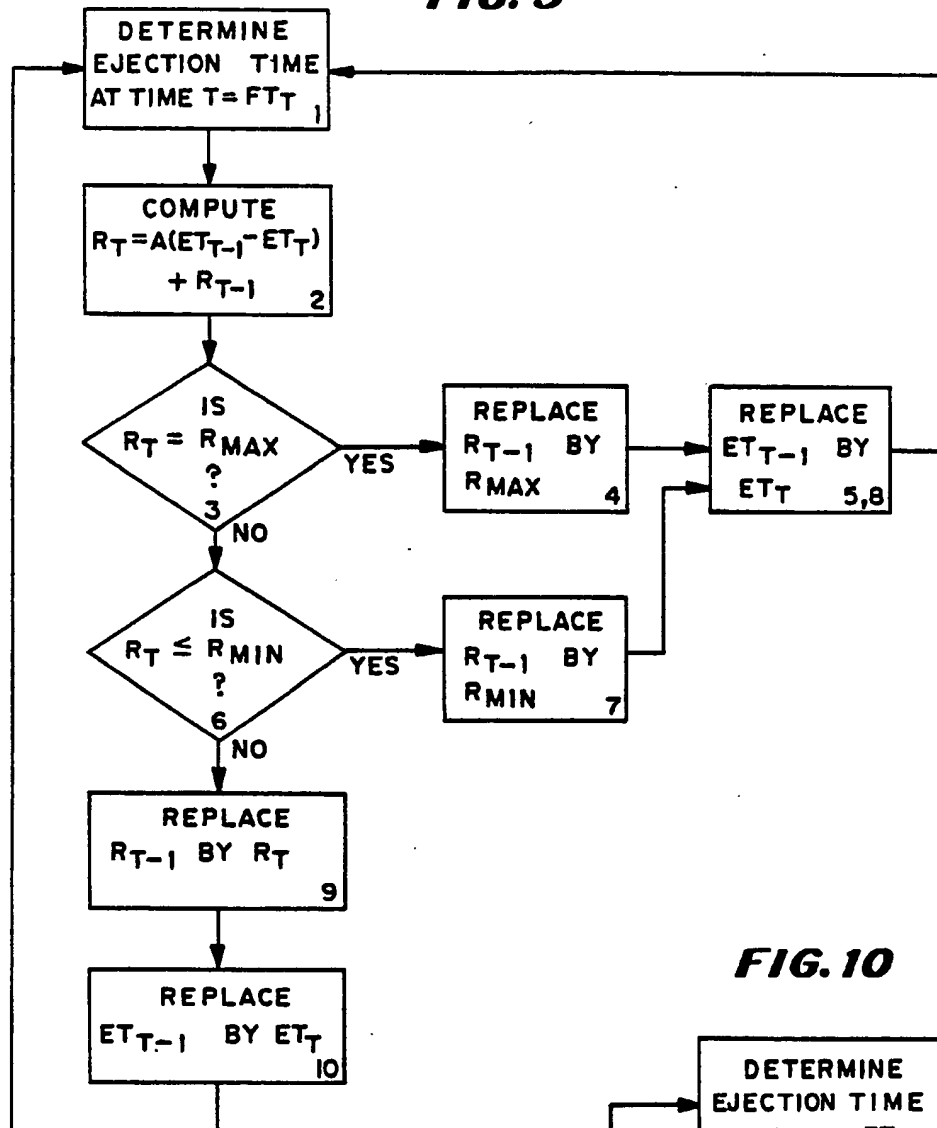 DETERMINE
EJECTION TIME
AT TIME T= FT_T
1
COMPUTE
R_T = A(ET_T-1 - ET_T)
+ R_T-1
2
IS
R_T = R_MAX
?
3
YES
NO
REPLACE
R_T-1 BY
R_MAX
4
REPLACE
ET_T-1 BY
ET_T
5,8
IS
R_T ≤ R_MIN
?
6
YES
NO
REPLACE
R_T-1 BY
R_MIN
7
REPLACE
R_T-1 BY R_T
9
REPLACE
ET_T-1 BY ET_T
10
FIG. 10
DETERMINE
EJECTION TIME